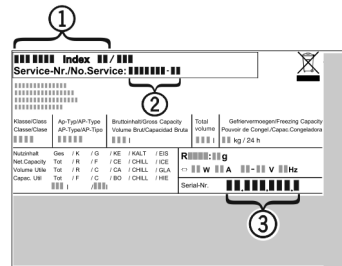 1
Index /
Service-Nr./No.Service: -
2
Klasse/Class Ap-Typ/AP-Type Bruttoinhalt/Gross Capacity Total Gefriervermoegen/Freezing Capacity
Classe/Clase AP-Type/AP-Tipo Volume Brut/Capacidad Bruta volume Pouvoir de Congel./Capac.Congeladora
l l kg / 24 h
Nutzinhalt Ges / K / G / KE / KALT / EIS
Net.Capacity Tot / R / F / CE / CHILL / ICE
Volume Utile Tot / R / C / CA / CHILL / GLA
Capac. Util Tot / F / C / BO / CHILL / HIE
l / l
R : g
W A - V Hz
Serial-Nr. . . .
3